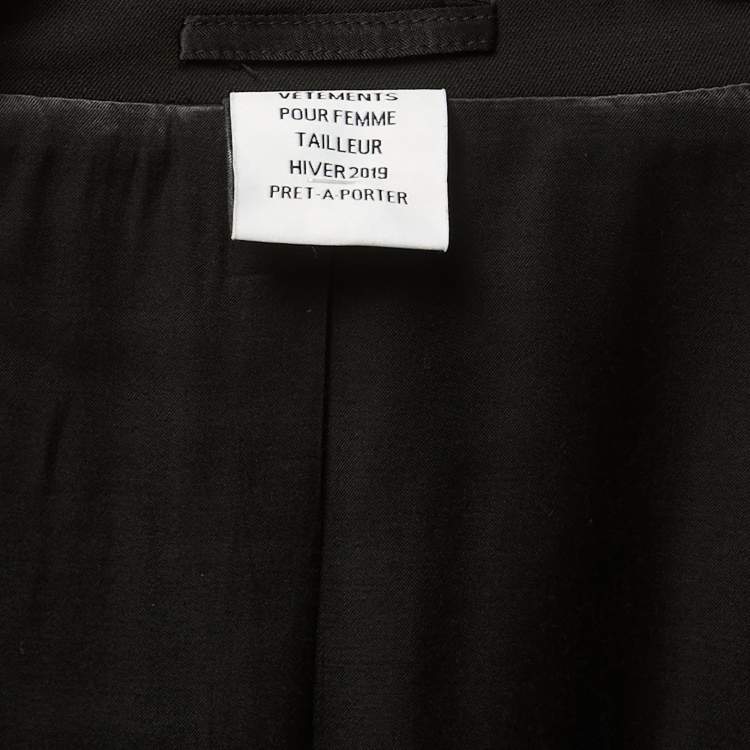 VETEMENTS
POUR FEMME
TAILLEUR
HIVER 2019
PRET-A-PORTER